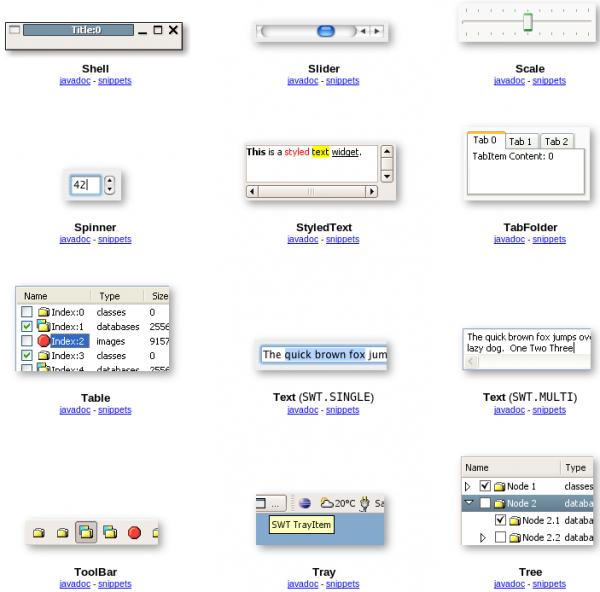 Title:0
Shell
javadoc - snippets
Slider
javadoc - snippets
Scale
javadoc - snippets
42
Spinner
javadoc - snippets
This is a styled text widget.
StyledText
javadoc - snippets
Tab 0 Tab 1 Tab 2
TabItem Content: 0
TabFolder
javadoc - snippets
Name Type Size
Index:0 classes 0
Index:1 databases 2556
Index:2 images 9157
Index:3 classes 0
Index:4 databases 2556
Table
javadoc - snippets
The quick brown fox jum
Text (SWT.SINGLE)
javadoc - snippets
The quick brown fox jumps ov
lazy dog. One Two Three
Text (SWT.MULTI)
javadoc - snippets
ToolBar
javadoc - snippets
... 20°C Sa
SWT TrayItem
Tray
javadoc - snippets
Name Type
Node 1 classes
Node 2 databa
Node 2.1 databa
Node 2.2 databa
Tree
javadoc - snippets